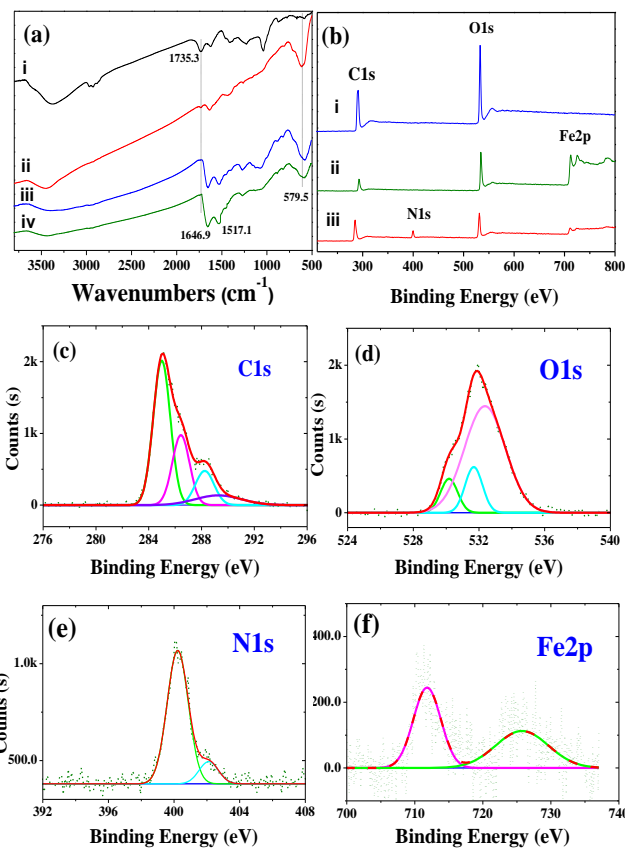 (a)
i
ii
iii
iv
1735.3
1646.9
1517.1
579.5
3500 3000 2500 2000 1500 1000 500
Wavenumbers (cm⁻¹)
(b)
O1s
C1s
i
Fe2p
ii
N1s
iii
300 400 500 600 700 800
Binding Energy (eV)
(c)
C1s
2k
1k
0
Counts (s)
276 280 284 288 292 296
Binding Energy (eV)
(d)
O1s
2k
1k
0
Counts (s)
524 528 532 536 540
Binding Energy (eV)
(e)
N1s
1.0k
500.0
Counts (s)
392 396 400 404 408
Binding Energy (eV)
(f)
Fe2p
400.0
200.0
0.0
700 710 720 730 740
Binding Energy (eV)